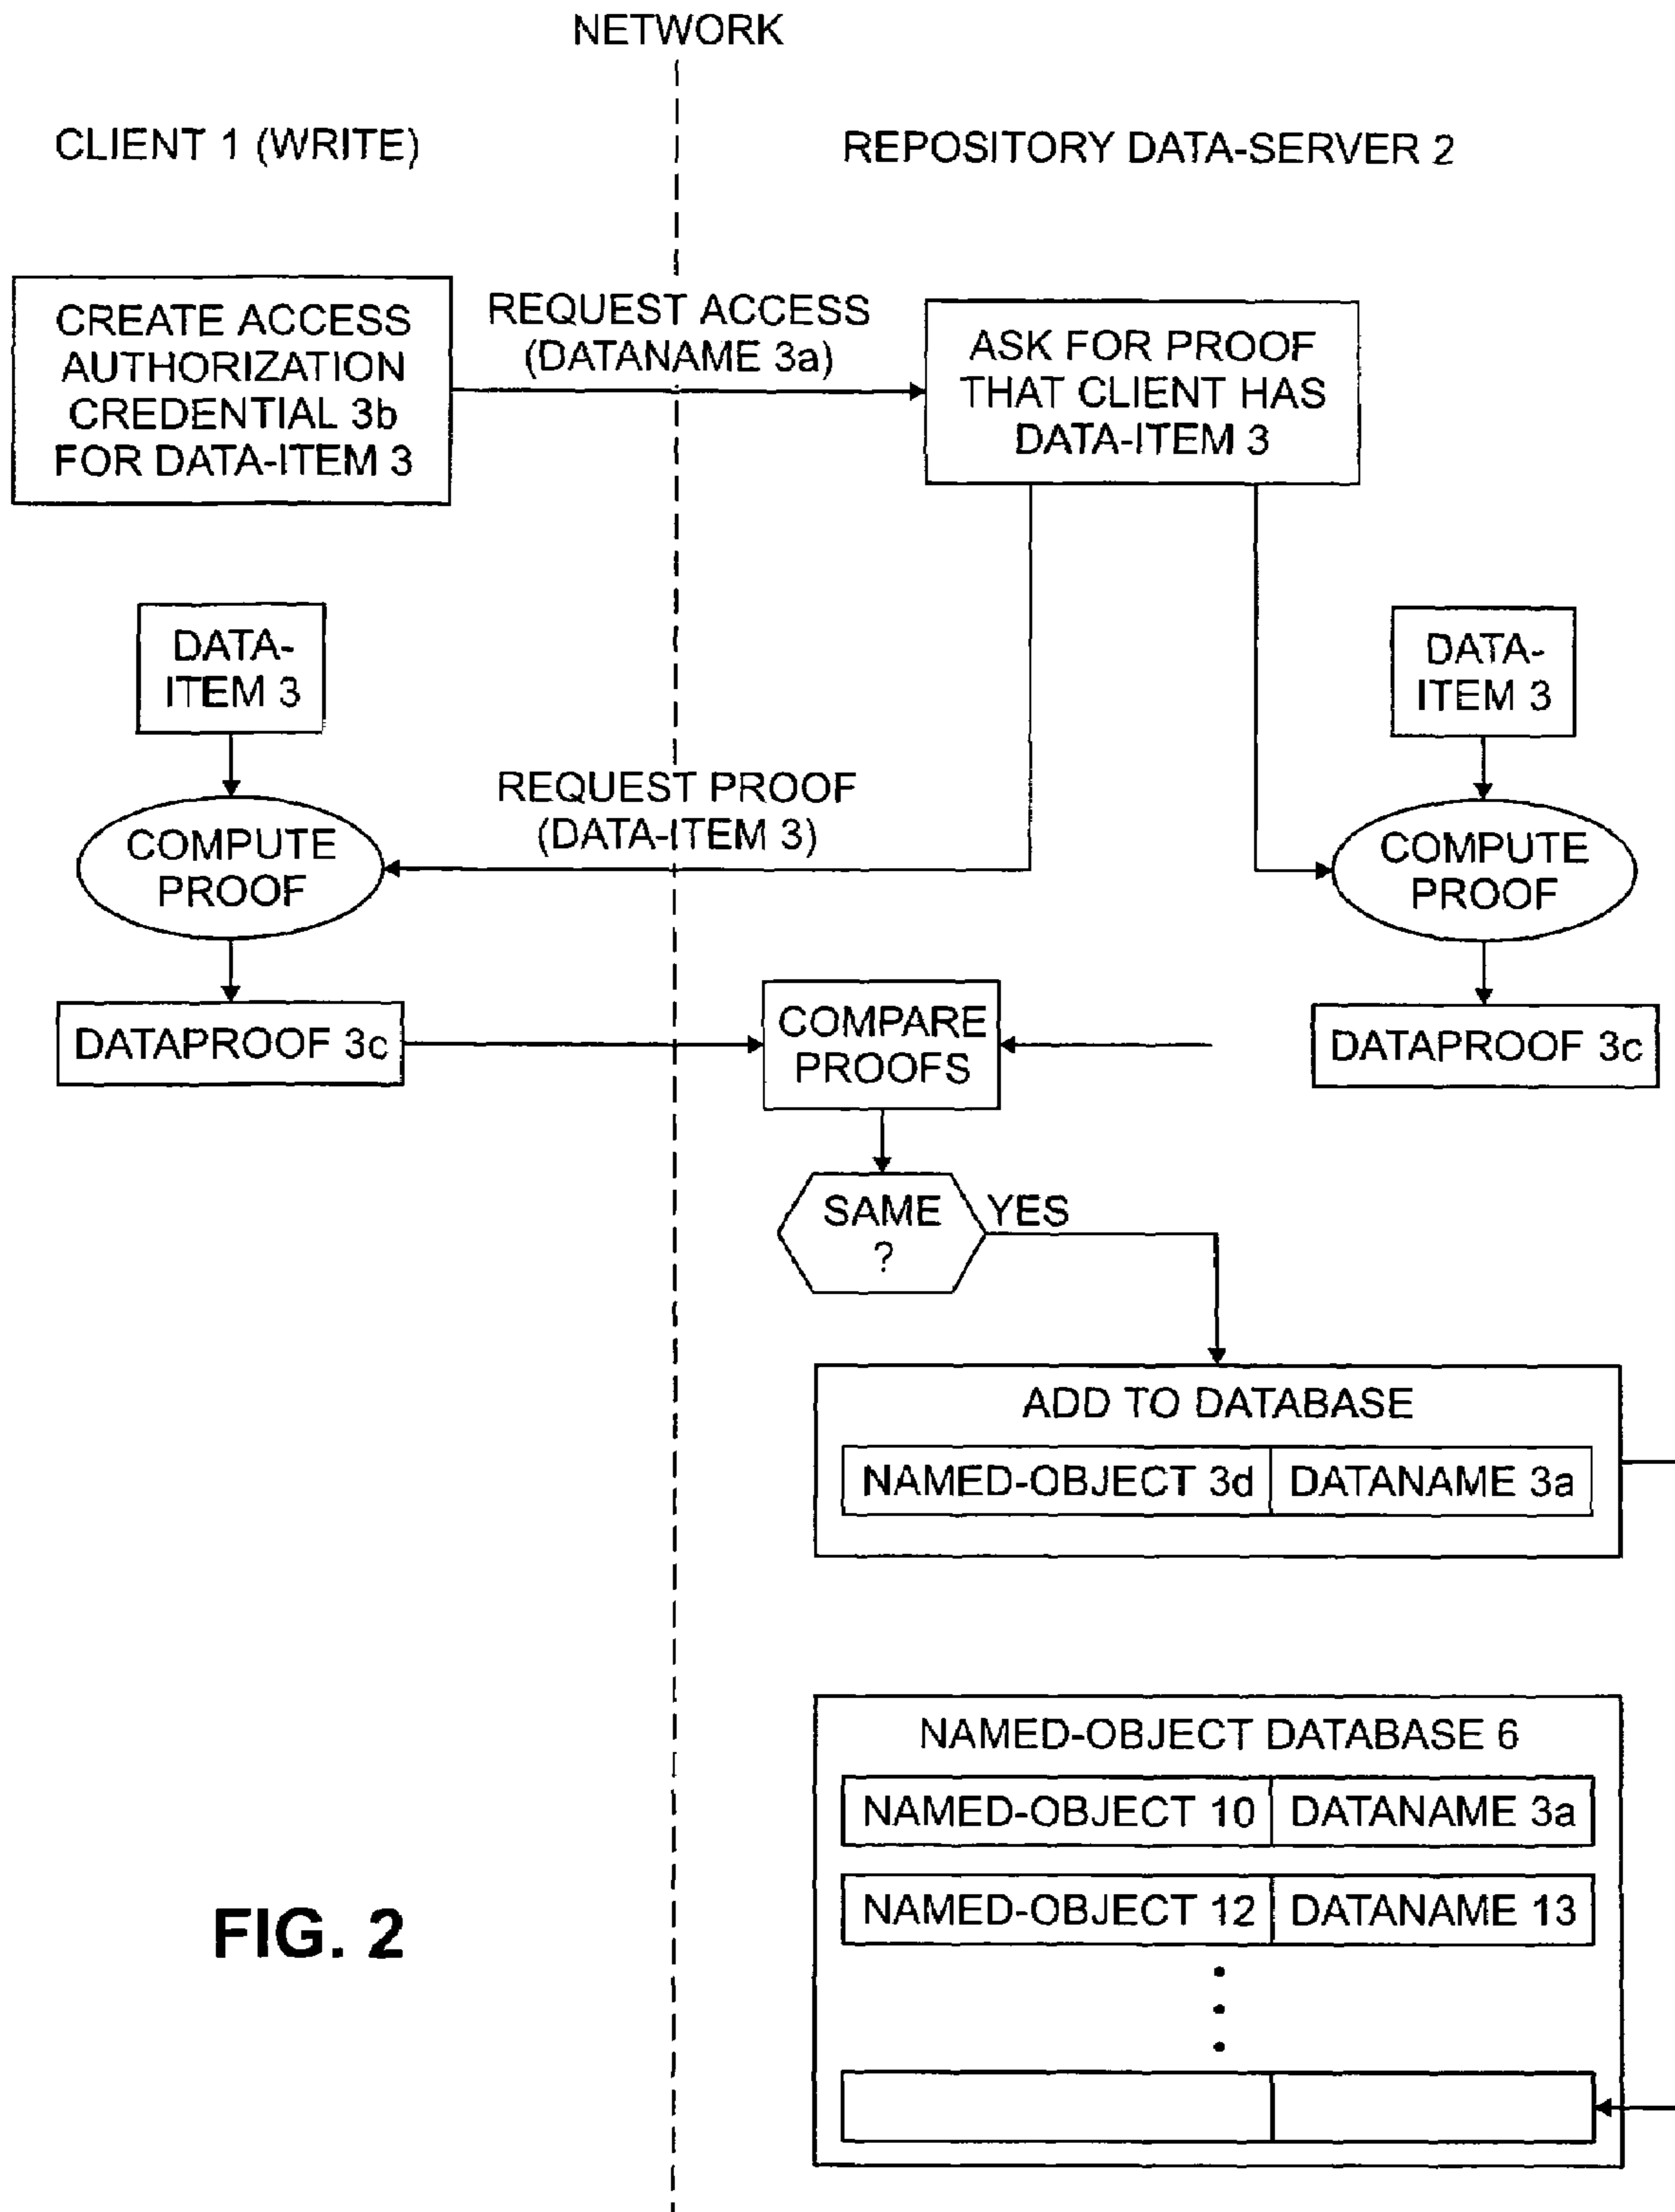 NETWORK
CLIENT 1 (WRITE)
REPOSITORY DATA-SERVER 2
CREATE ACCESS
AUTHORIZATION
CREDENTIAL 3b
FOR DATA-ITEM 3
REQUEST ACCESS
(DATANAME 3a)
ASK FOR PROOF
THAT CLIENT HAS
DATA-ITEM 3
DATA-
ITEM 3
DATA-
ITEM 3
REQUEST PROOF
(DATA-ITEM 3)
COMPUTE
PROOF
COMPUTE
PROOF
DATAPROOF 3c
COMPARE
PROOFS
DATAPROOF 3c
SAME
?
YES
ADD TO DATABASE
NAMED-OBJECT 3d
DATANAME 3a
NAMED-OBJECT DATABASE 6
NAMED-OBJECT 10
DATANAME 3a
NAMED-OBJECT 12
DATANAME 13
FIG. 2